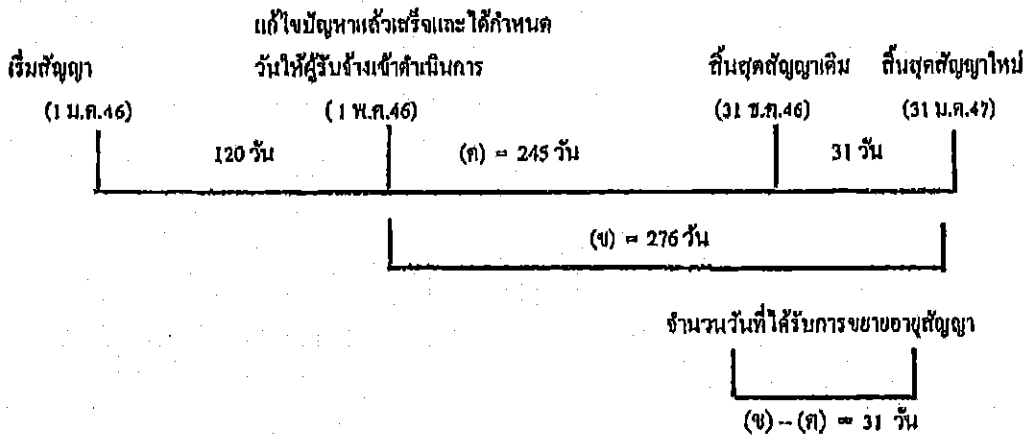 แก้ไขปัญหาแล้วเสร็จและได้กำหนด
เริ่มสัญญา วันให้ผู้รับจ้างเข้าดำเนินการ สิ้นสุดสัญญาเดิม สิ้นสุดสัญญาใหม่
(1 ม.ค.46) (1 พ.ค.46) (31 ธ.ค.46) (31 ม.ค.47)
120 วัน (ค) = 245 วัน 31 วัน
(ข) = 276 วัน
จำนวนวันที่ได้รับการขยายอายุสัญญา
(ข) – (ค) = 31 วัน